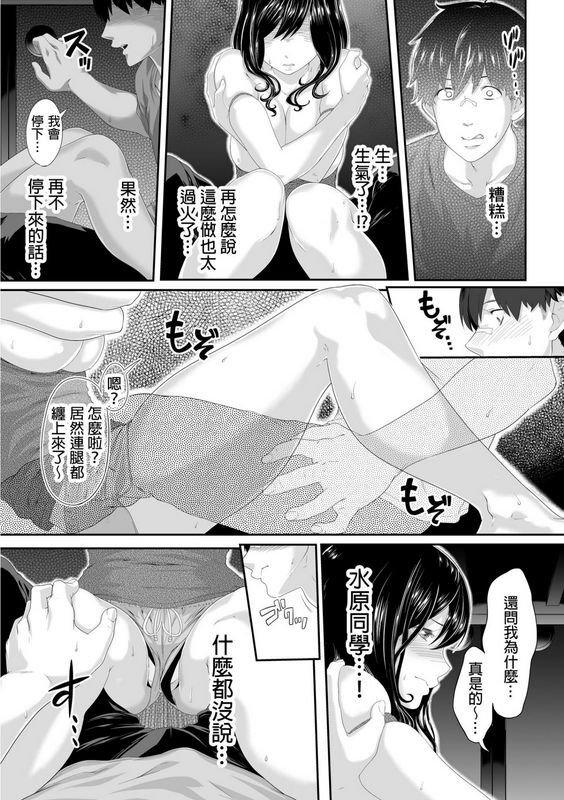 糟糕…
生…
生氣了…!?
再怎麼說
這麼做也太
過火了…
我會
停下…
果然…
再不
停下來的話…
もぞ
もぞ
もぞ
嗯?
怎麼啦?
居然連腿都
纏上來了～
還問我為什麼…
真是的～…
水原同學…!
ゴクッ
什麼都沒說…
す…